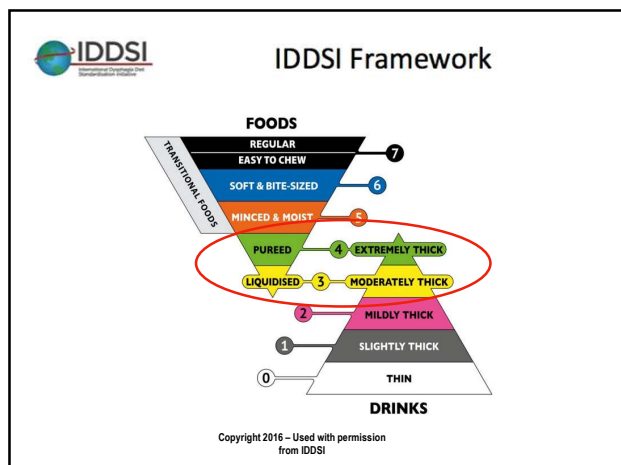 IDDSI
International Dysphagia Diet
Standardisation Initiative
IDDSI Framework
FOODS
TRANSITIONAL FOODS
REGULAR
EASY TO CHEW
7
SOFT & BITE-SIZED
6
MINCED & MOIST
5
PUREED
4
EXTREMELY THICK
LIQUIDISED
3
MODERATELY THICK
2
MILDLY THICK
1
SLIGHTLY THICK
0
THIN
DRINKS
Copyright 2016 – Used with permission
from IDDSI